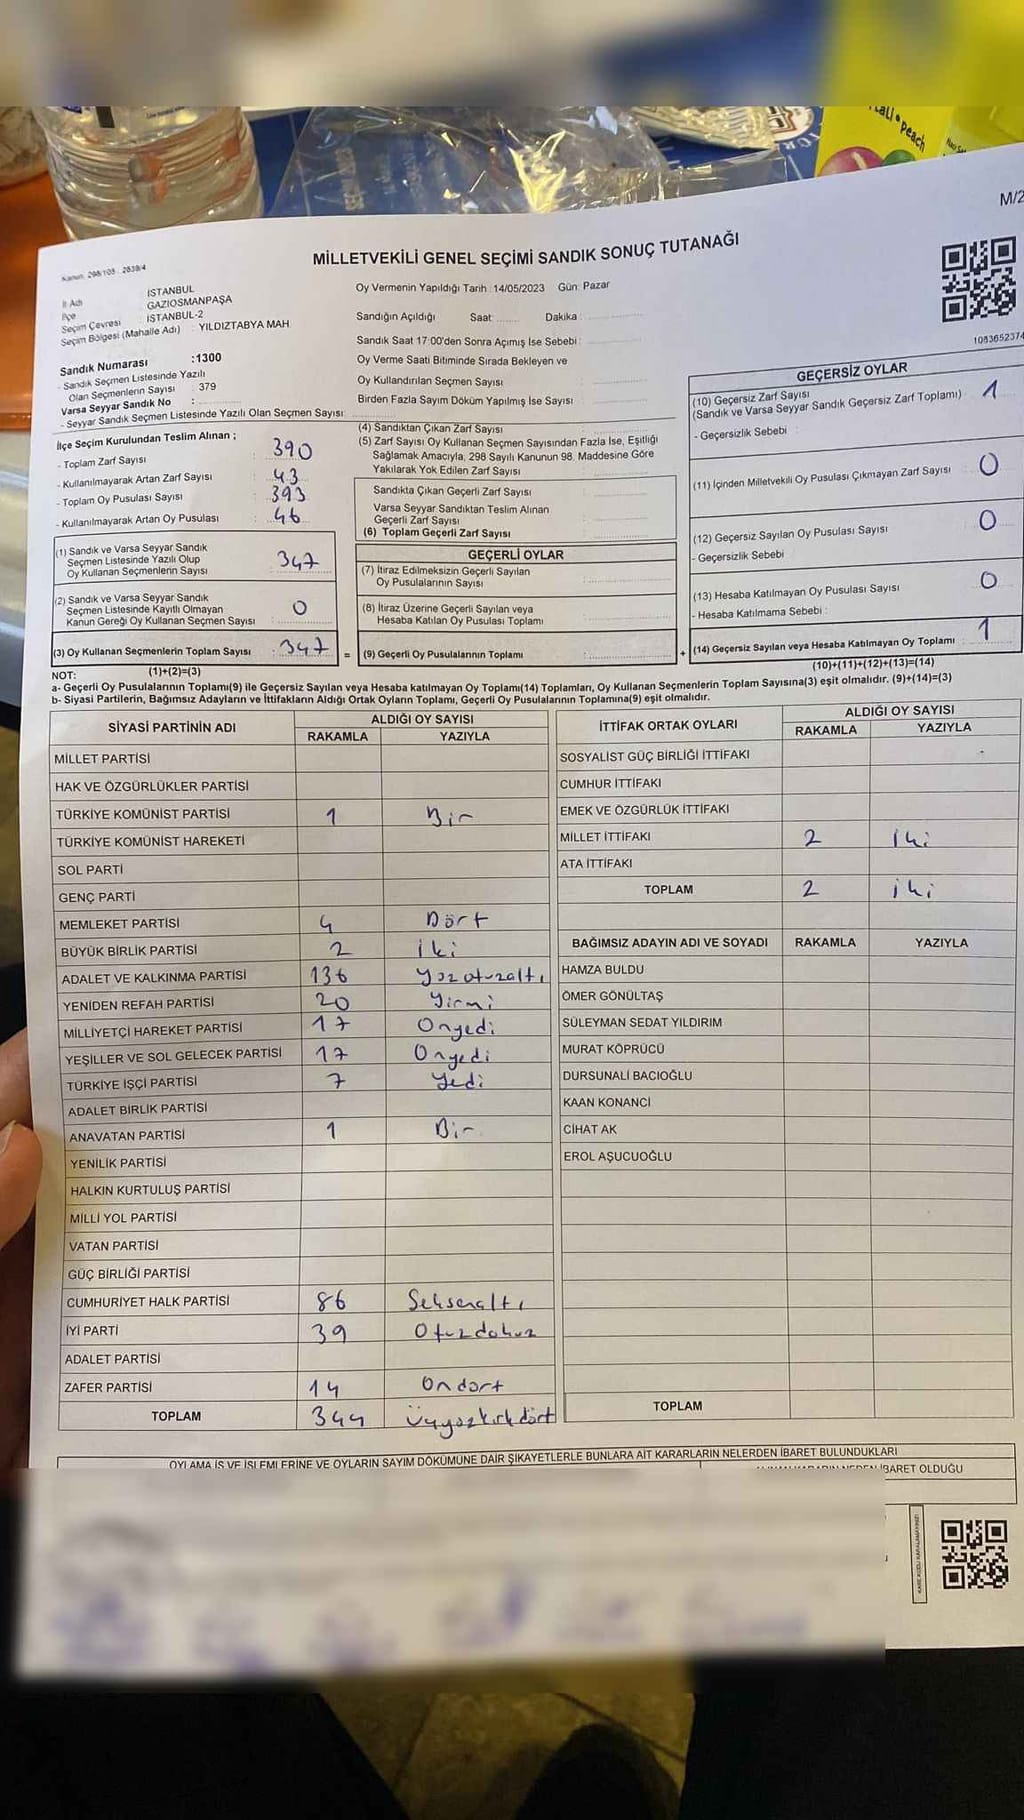 peach
M/2
Kanun: 298/105 - 2839/4
MİLLETVEKİLİ GENEL SEÇİMİ SANDIK SONUÇ TUTANAĞI
İl Adı : İSTANBUL
İlçe : GAZİOSMANPAŞA
Seçim Çevresi : İSTANBUL-2
Seçim Bölgesi (Mahalle Adı) : YILDIZTABYA MAH.
Sandık Numarası :1300
- Sandık Seçmen Listesinde Yazılı
Olan Seçmenlerin Sayısı : 379
Varsa Seyyar Sandık No :
- Seyyar Sandık Seçmen Listesinde Yazılı Olan Seçmen Sayısı:
İlçe Seçim Kurulundan Teslim Alınan ;
- Toplam Zarf Sayısı : 390
- Kullanılmayarak Artan Zarf Sayısı : 43
- Toplam Oy Pusulası Sayısı : 393
- Kullanılmayarak Artan Oy Pusulası : 46
(1) Sandık ve Varsa Seyyar Sandık
Seçmen Listesinde Yazılı Olup
Oy Kullanan Seçmenlerin Sayısı : 347
(2) Sandık ve Varsa Seyyar Sandık
Seçmen Listesinde Kayıtlı Olmayan
Kanun Gereği Oy Kullanan Seçmen Sayısı : 0
(3) Oy Kullanan Seçmenlerin Toplam Sayısı : 347 =
(1)+(2)=(3)
Oy Vermenin Yapıldığı Tarih :14/05/2023 Gün: Pazar
Sandığın Açıldığı Saat: Dakika :
Sandık Saat 17:00'den Sonra Açımış İse Sebebi :
Oy Verme Saati Bitiminde Sırada Bekleyen ve
Oy Kullandırılan Seçmen Sayısı :
Birden Fazla Sayım Döküm Yapılmış İse Sayısı :
(4) Sandıktan Çıkan Zarf Sayısı :
(5) Zarf Sayısı Oy Kullanan Seçmen Sayısından Fazla İse, Eşitliği
Sağlamak Amacıyla, 298 Sayılı Kanunun 98. Maddesine Göre
Yakılarak Yok Edilen Zarf Sayısı :
Sandıkta Çıkan Geçerli Zarf Sayısı :
Varsa Seyyar Sandıktan Teslim Alınan
Geçerli Zarf Sayısı :
(6) Toplam Geçerli Zarf Sayısı :
GEÇERLİ OYLAR
(7) İtiraz Edilmeksizin Geçerli Sayılan
Oy Pusulalarının Sayısı :
(8) İtiraz Üzerine Geçerli Sayılan veya
Hesaba Katılan Oy Pusulası Toplamı :
(9) Geçerli Oy Pusulalarının Toplamı : +
1083652374
GEÇERSİZ OYLAR
(10) Geçersiz Zarf Sayısı : 1
(Sandık ve Varsa Seyyar Sandık Geçersiz Zarf Toplamı)
- Geçersizlik Sebebi :
(11) İçinden Milletvekili Oy Pusulası Çıkmayan Zarf Sayısı : 0
(12) Geçersiz Sayılan Oy Pusulası Sayısı : 0
- Geçersizlik Sebebi :
(13) Hesaba Katılmayan Oy Pusulası Sayısı : 0
- Hesaba Katılmama Sebebi :
(14) Geçersiz Sayılan veya Hesaba Katılmayan Oy Toplamı : 1
(10)+(11)+(12)+(13)=(14)
NOT:
a- Geçerli Oy Pusulalarının Toplamı(9) ile Geçersiz Sayılan veya Hesaba katılmayan Oy Toplamı(14) Toplamları, Oy Kullanan Seçmenlerin Toplam Sayısına(3) eşit olmalıdır. (9)+(14)=(3)
b- Siyasi Partilerin, Bağımsız Adayların ve İttifakların Aldığı Ortak Oyların Toplamı, Geçerli Oy Pusulalarının Toplamına(9) eşit olmalıdır.
SİYASİ PARTİNİN ADI ALDIĞI OY SAYISI
RAKAMLA YAZIYLA
MİLLET PARTİSİ
HAK VE ÖZGÜRLÜKLER PARTİSİ
TÜRKİYE KOMÜNİST PARTİSİ 1 Bir
TÜRKİYE KOMÜNİST HAREKETİ
SOL PARTİ
GENÇ PARTİ
MEMLEKET PARTİSİ 4 Dört
BÜYÜK BİRLİK PARTİSİ 2 iki
ADALET VE KALKINMA PARTİSİ 136 Yüzotuzaltı
YENİDEN REFAH PARTİSİ 20 Yirmi
MİLLİYETÇİ HAREKET PARTİSİ 17 Onyedi
YEŞİLLER VE SOL GELECEK PARTİSİ 17 Onyedi
TÜRKİYE İŞÇİ PARTİSİ 7 Yedi
ADALET BİRLİK PARTİSİ
ANAVATAN PARTİSİ 1 Bir
YENİLİK PARTİSİ
HALKIN KURTULUŞ PARTİSİ
MİLLİ YOL PARTİSİ
VATAN PARTİSİ
GÜÇ BİRLİĞİ PARTİSİ
CUMHURİYET HALK PARTİSİ 86 Seksenaltı
İYİ PARTİ 39 Otuzdokuz
ADALET PARTİSİ
ZAFER PARTİSİ 14 Ondört
TOPLAM 344 Üçyüzkırkdört
İTTİFAK ORTAK OYLARI ALDIĞI OY SAYISI
RAKAMLA YAZIYLA
SOSYALİST GÜÇ BİRLİĞİ İTTİFAKI
CUMHUR İTTİFAKI
EMEK VE ÖZGÜRLÜK İTTİFAKI
MİLLET İTTİFAKI 2 iki
ATA İTTİFAKI
TOPLAM 2 iki
BAĞIMSIZ ADAYIN ADI VE SOYADI RAKAMLA YAZIYLA
HAMZA BULDU
ÖMER GÖNÜLTAŞ
SÜLEYMAN SEDAT YILDIRIM
MURAT KÖPRÜCÜ
DURSUNALİ BACIOĞLU
KAAN KONANCİ
CİHAT AK
EROL AŞUCUOĞLU
TOPLAM
OYLAMA İŞ VE İŞLEMLERİNE VE OYLARIN SAYIM DÖKÜMÜNE DAİR ŞİKAYETLERLE BUNLARA AİT KARARLARIN NELERDEN İBARET BULUNDUKLARI
İBARET OLDUĞU